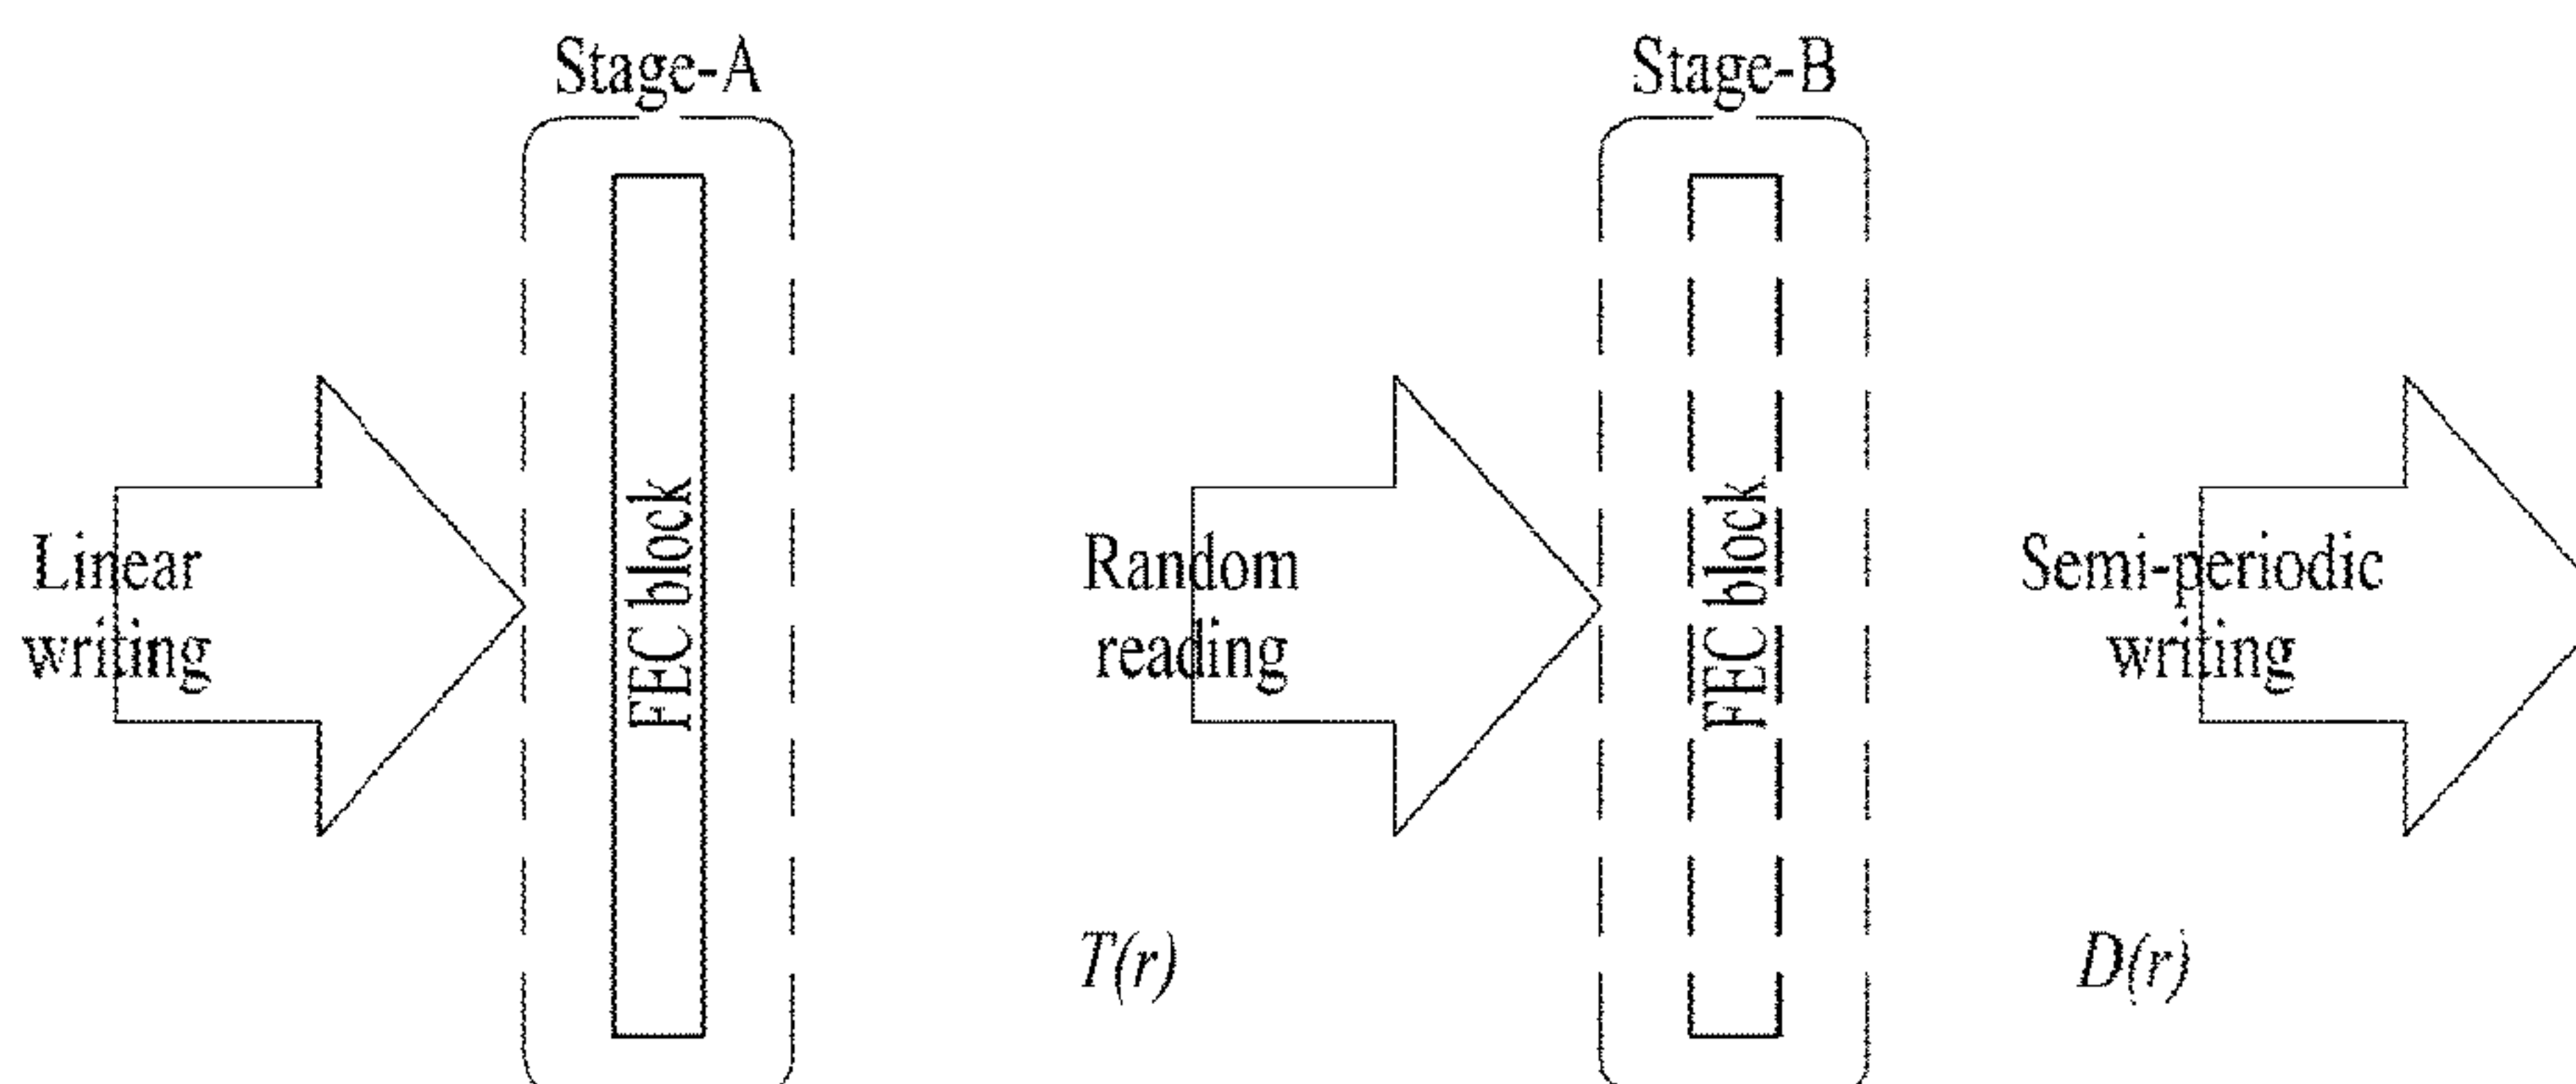 Stage-A
Stage-B
Linear
writing
FEC block
Random
reading
FEC block
Semi-periodic
writing
T(r)
D(r)